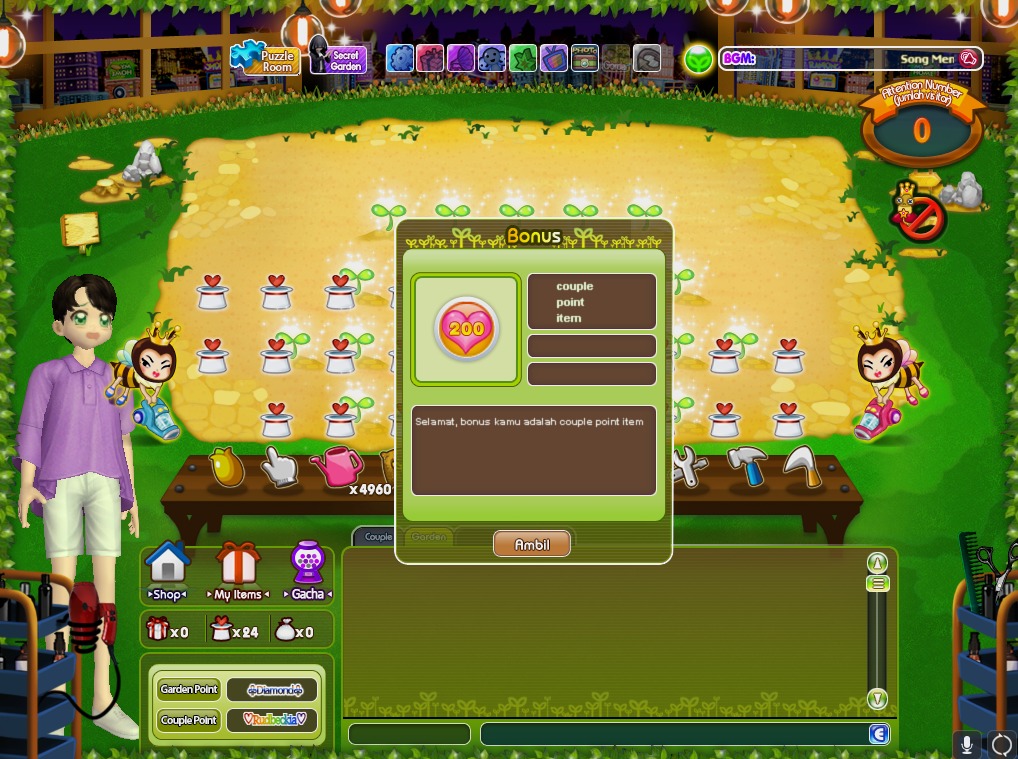 Puzzle
Room
Secret
Garden
PHOTO
BGM:
Song Men
Attention Number
(jumlah visitor)
0
Bonus
200
couple
point
item
Selamat, bonus kamu adalah couple point item
x4960
Couple
Garden
Ambil
Shop
My Items
Gacha
x0
x24
x0
Garden Point
Diamond
Couple Point
Rudbeckia